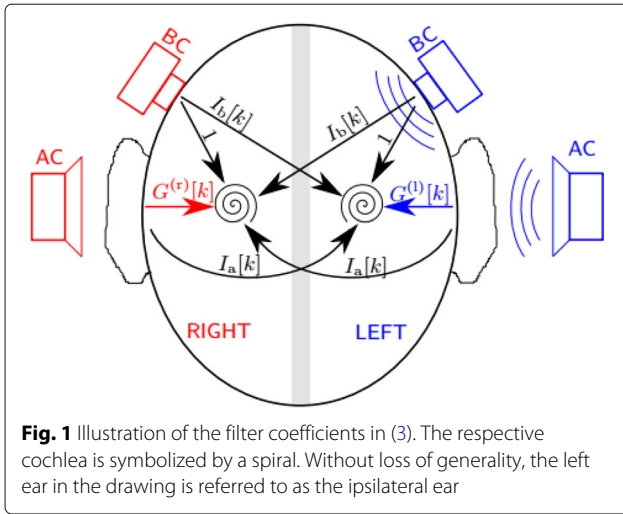 BC BC
I_b[k] I_b[k]
1 1
AC AC
G^(r)[k] G^(l)[k]
I_a[k] I_a[k]
RIGHT LEFT
Fig. 1 Illustration of the filter coefficients in (3). The respective
cochlea is symbolized by a spiral. Without loss of generality, the left
ear in the drawing is referred to as the ipsilateral ear